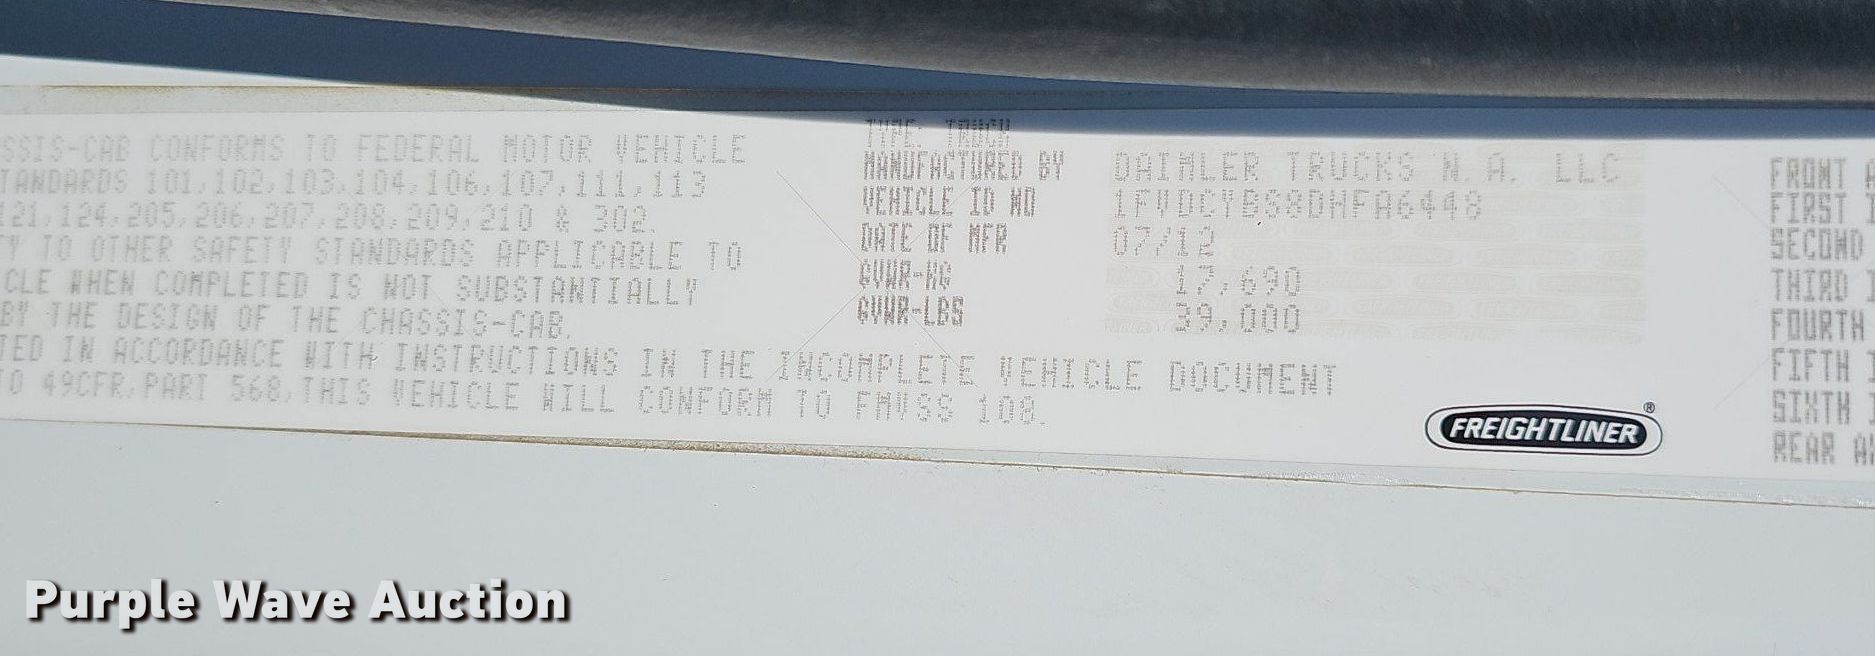 SSIS-CAB CONFORMS TO FEDERAL MOTOR VEHICLE
TANDARDS 101,102,103,104,106,107,111,113
121,124,205,206,207,208,209,210 & 302.
TY TO OTHER SAFETY STANDARDS APPLICABLE TO
ICLE WHEN COMPLETED IS NOT SUBSTANTIALLY
BY THE DESIGN OF THE CHASSIS-CAB.
TED IN ACCORDANCE WITH INSTRUCTIONS IN THE INCOMPLETE VEHICLE DOCUMENT
TO 49CFR,PART 568,THIS VEHICLE WILL CONFORM TO FMVSS 108.
TYPE: TRUCK
MANUFACTURED BY DAIMLER TRUCKS N.A. LLC
VEHICLE ID NO 1FVDCYBS8DHFA6448
DATE OF MFR 07/12
GVWR-KG 17,690
GVWR-LBS 39,000
FREIGHTLINER®
FRONT A
FIRST I
SECOND
THIRD I
FOURTH
FIFTH I
SIXTH
REAR AX
Purple Wave Auction